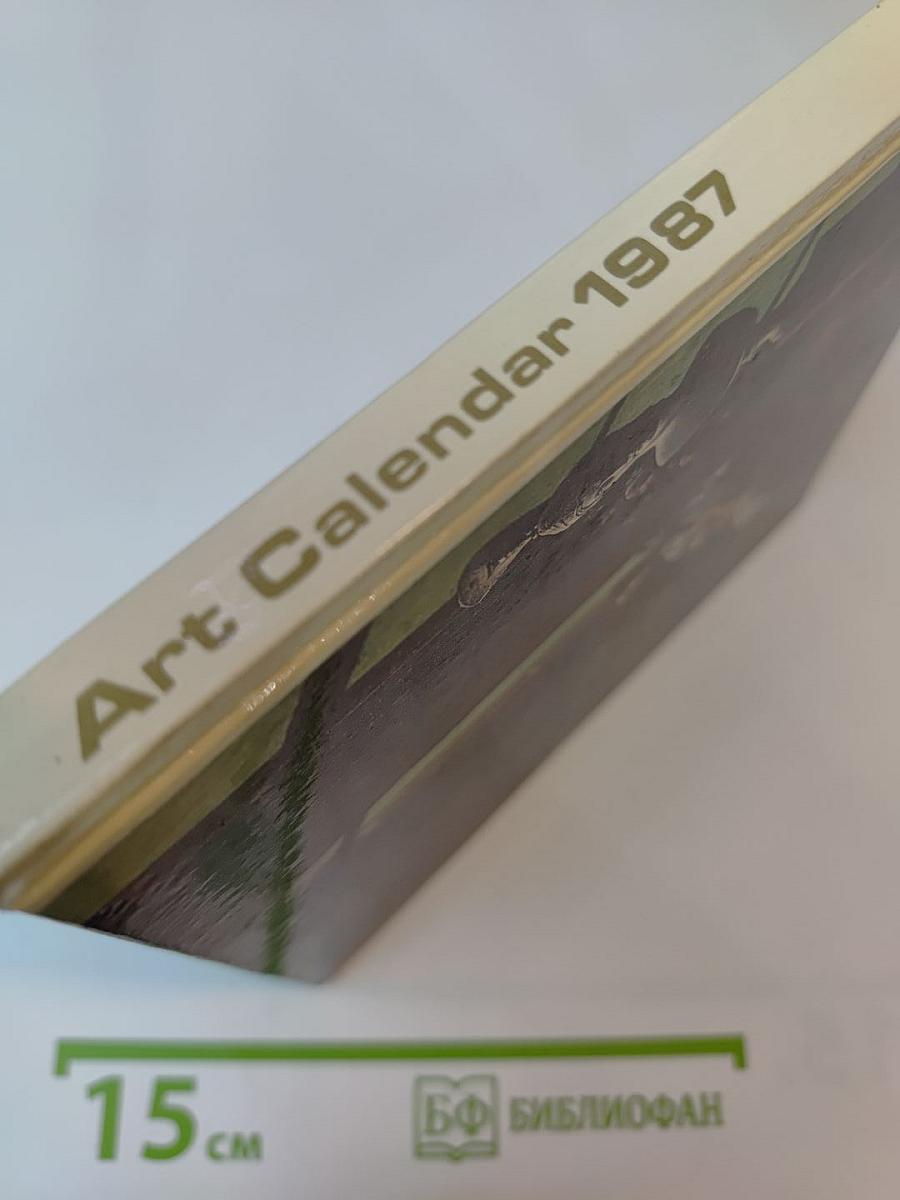 Art Calendar 1987
15 см
БФ БИБЛИОФАН